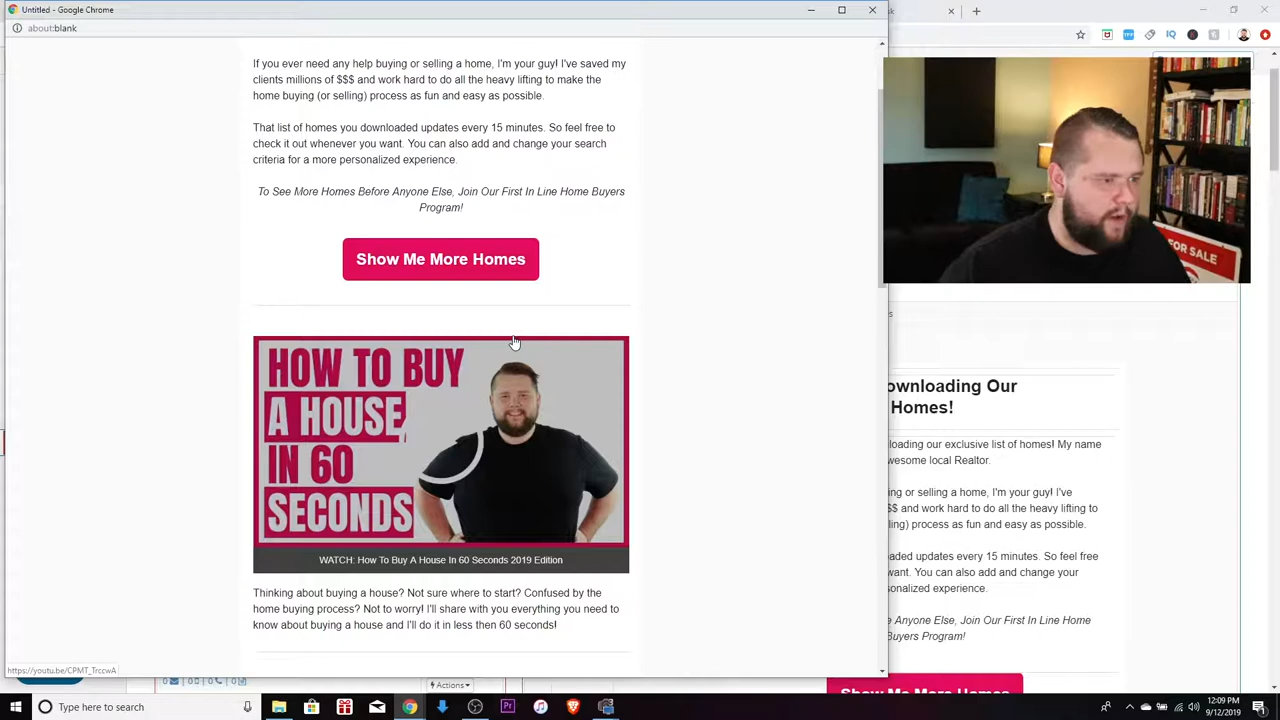 Untitled - Google Chrome
about:blank
If you ever need any help buying or selling a home, I'm your guy! I've saved my
clients millions of $$$ and work hard to do all the heavy lifting to make the
home buying (or selling) process as fun and easy as possible.
That list of homes you downloaded updates every 15 minutes. So feel free to
check it out whenever you want. You can also add and change your search
criteria for a more personalized experience.
To See More Homes Before Anyone Else, Join Our First In Line Home Buyers
Program!
Show Me More Homes
HOW TO BUY
A HOUSE
IN 60
SECONDS
WATCH: How To Buy A House In 60 Seconds 2019 Edition
Thinking about buying a house? Not sure where to start? Confused by the
home buying process? Not to worry! I'll share with you everything you need to
know about buying a house and I'll do it in less then 60 seconds!
https://youtu.be/CPMT_TrccwA
FOR SALE
ownloading Our
Homes!
loading our exclusive list of homes! My name
wesome local Realtor.
ing or selling a home, I'm your guy! I've
$$ and work hard to do all the heavy lifting to
ling) process as fun and easy as possible.
oaded updates every 15 minutes. So feel free
want. You can also add and change your
sonalized experience.
e Anyone Else, Join Our First In Line Home
Buyers Program!
Show Me More Homes
Actions
Type here to search
12:09 PM
9/12/2019